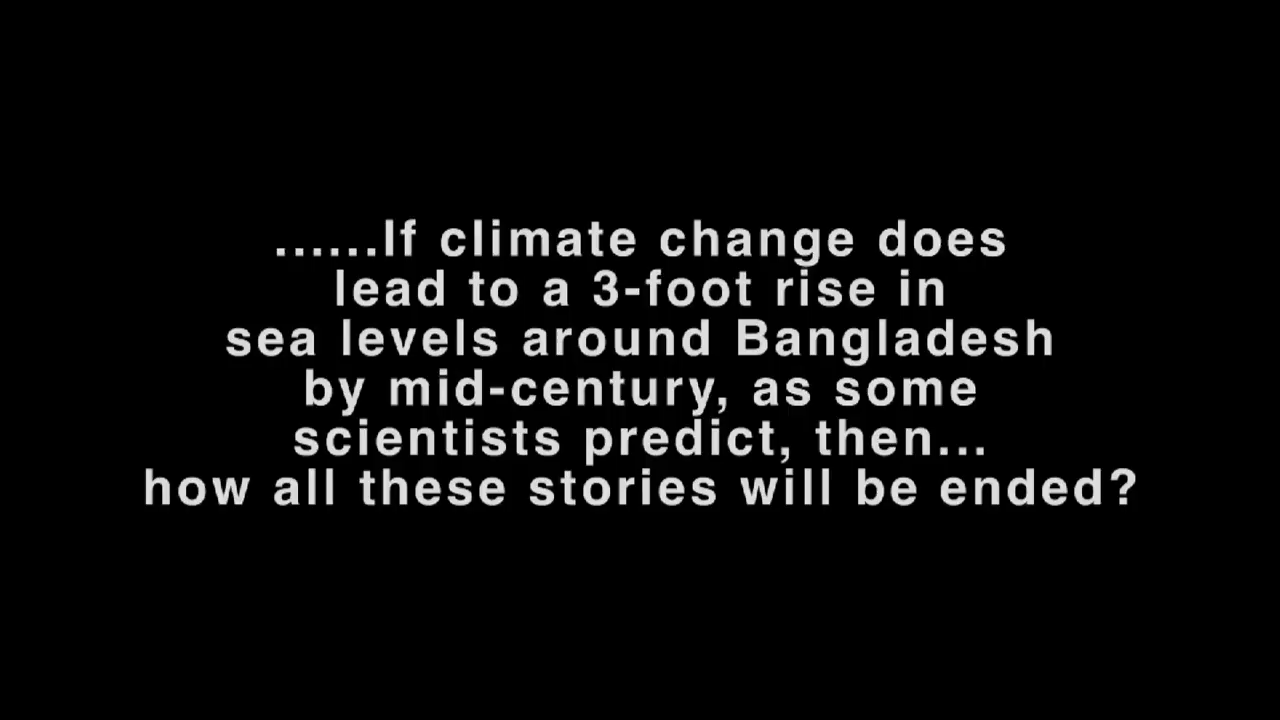 ......If climate change does
lead to a 3-foot rise in
sea levels around Bangladesh
by mid-century, as some
scientists predict, then...
how all these stories will be ended?